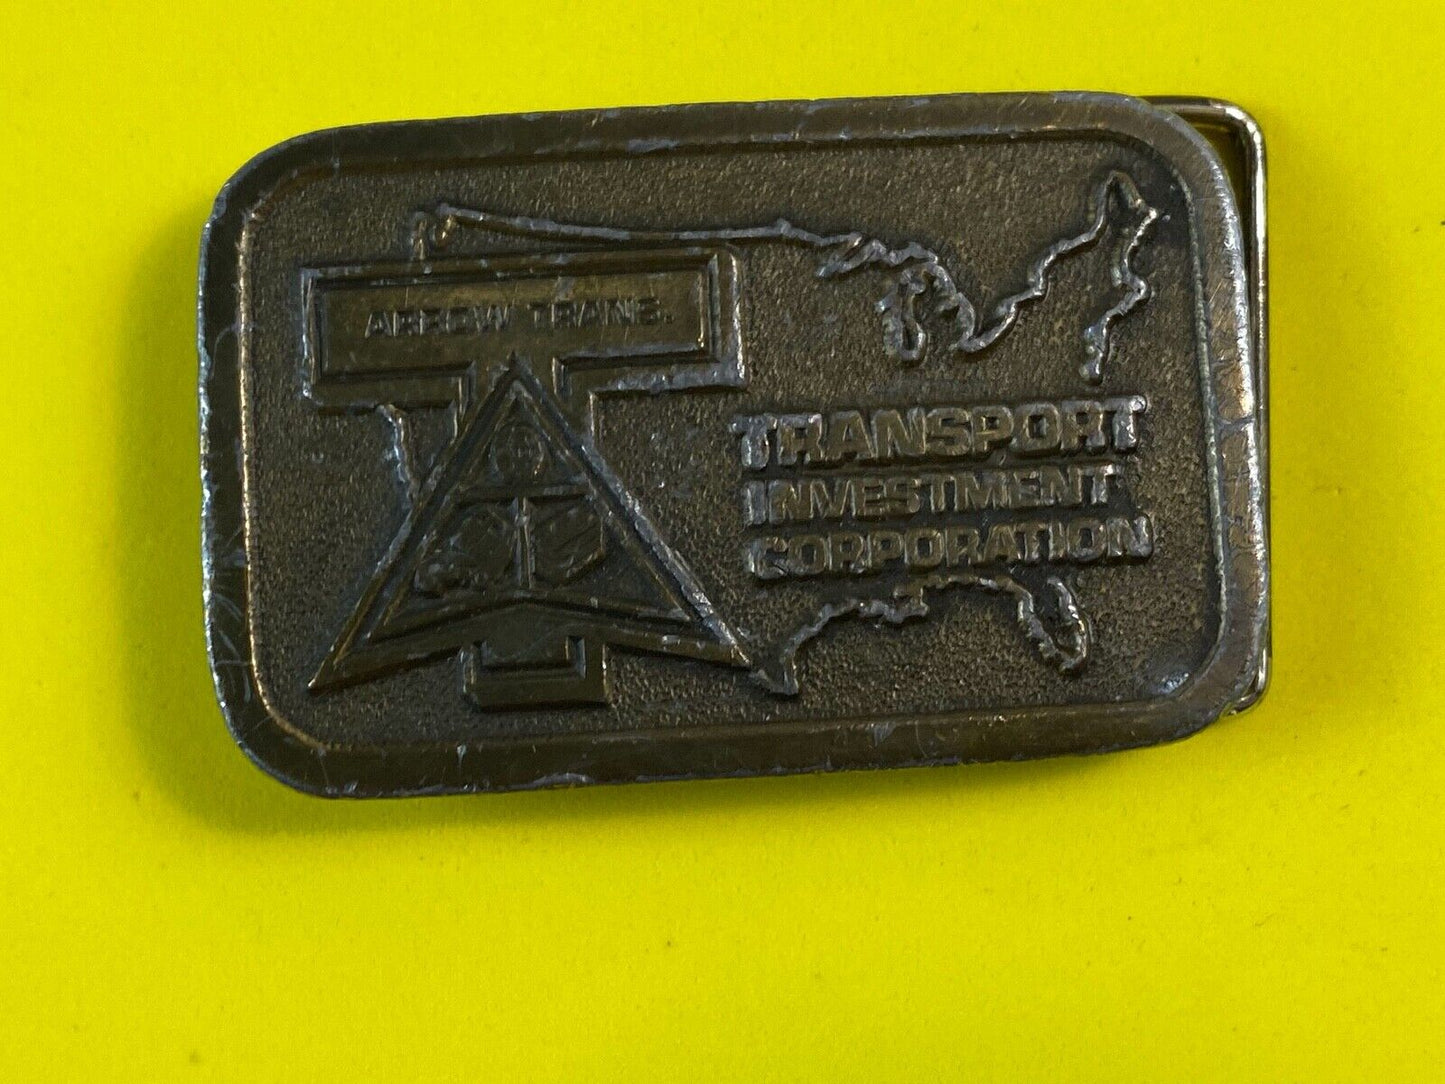 ARROW TRANS.
TRANSPORT
INVESTMENT
CORPORATION